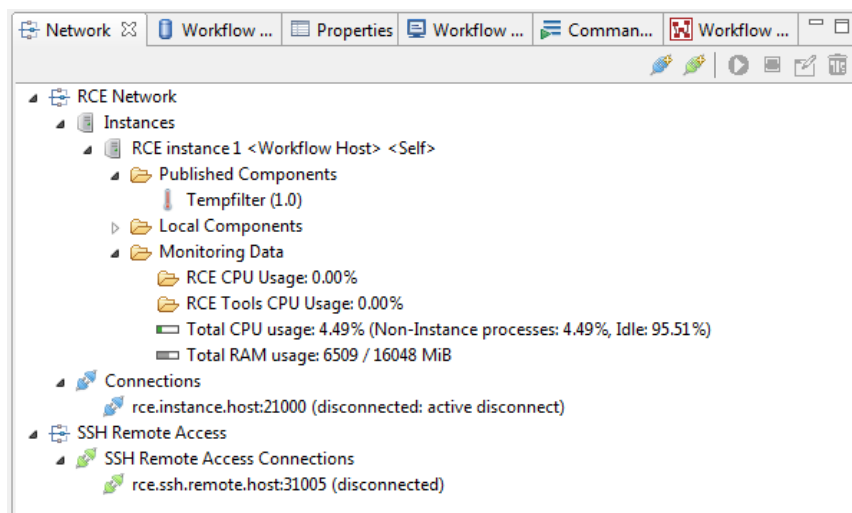 Network Workflow ... Properties Workflow ... Comman... Workflow ...
RCE Network
Instances
RCE instance 1 <Workflow Host> <Self>
Published Components
Tempfilter (1.0)
Local Components
Monitoring Data
RCE CPU Usage: 0.00%
RCE Tools CPU Usage: 0.00%
Total CPU usage: 4.49% (Non-Instance processes: 4.49%, Idle: 95.51%)
Total RAM usage: 6509 / 16048 MiB
Connections
rce.instance.host:21000 (disconnected: active disconnect)
SSH Remote Access
SSH Remote Access Connections
rce.ssh.remote.host:31005 (disconnected)